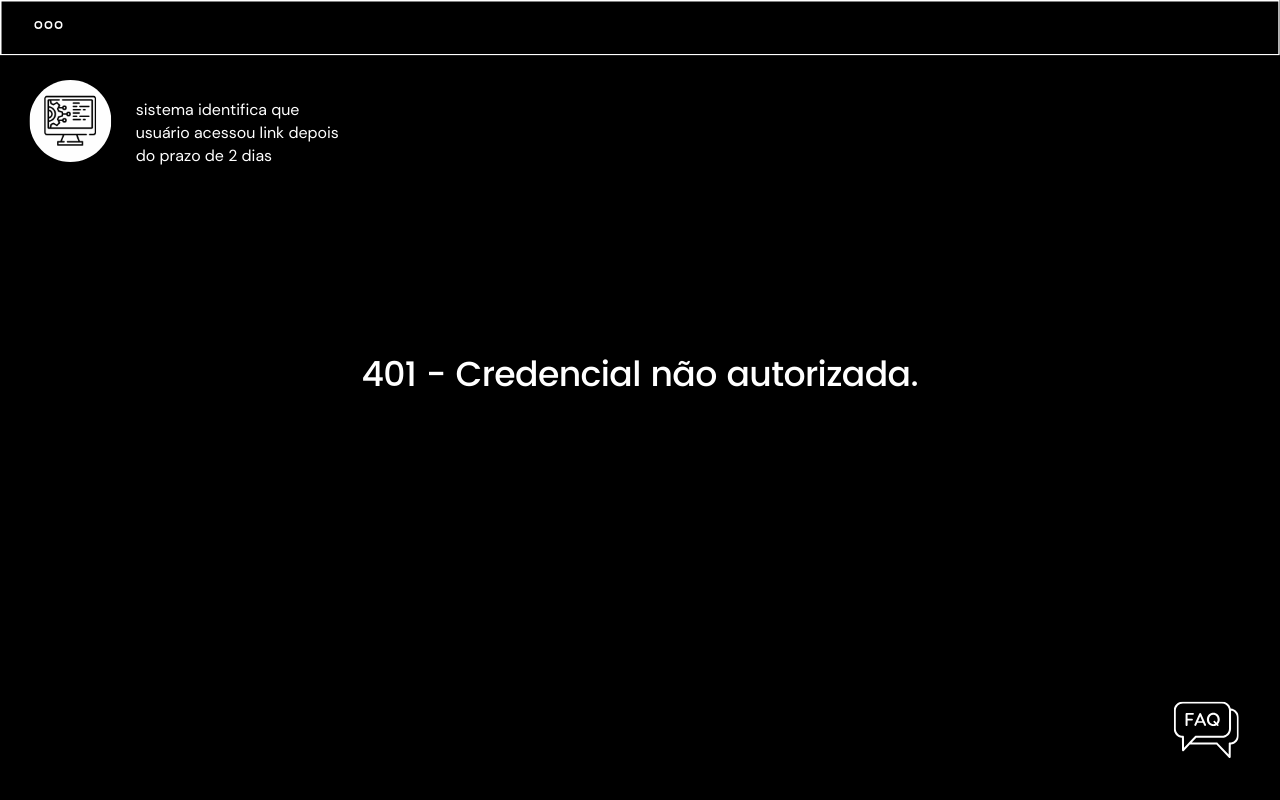 sistema identifica que
usuário acessou link depois
do prazo de 2 dias
401 - Credencial não autorizada.
FAQ